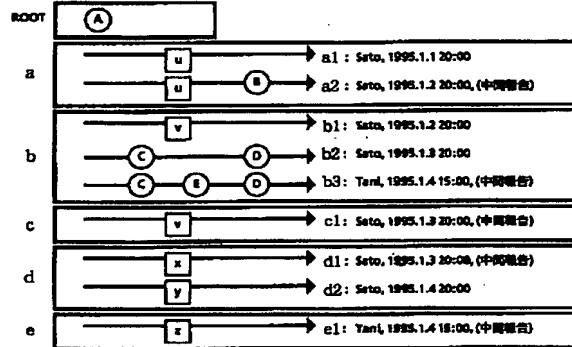 ROOT A
a
u a1 : Sato, 1995.1.1 20:00
u B a2 : Sato, 1995.1.2 20:00, (中間報告)
b
v b1: Sato, 1995.1.2 20:00
C D b2: Sato, 1995.1.3 20:00
C E D b3: Tani, 1995.1.4 15:00, (中間報告)
c v c1: Sato, 1995.1.3 20:00, (中間報告)
d
x d1: Sato, 1995.1.3 20:00, (中間報告)
y d2: Sato, 1995.1.4 20:00
e z e1: Tani, 1995.1.4 15:00, (中間報告)